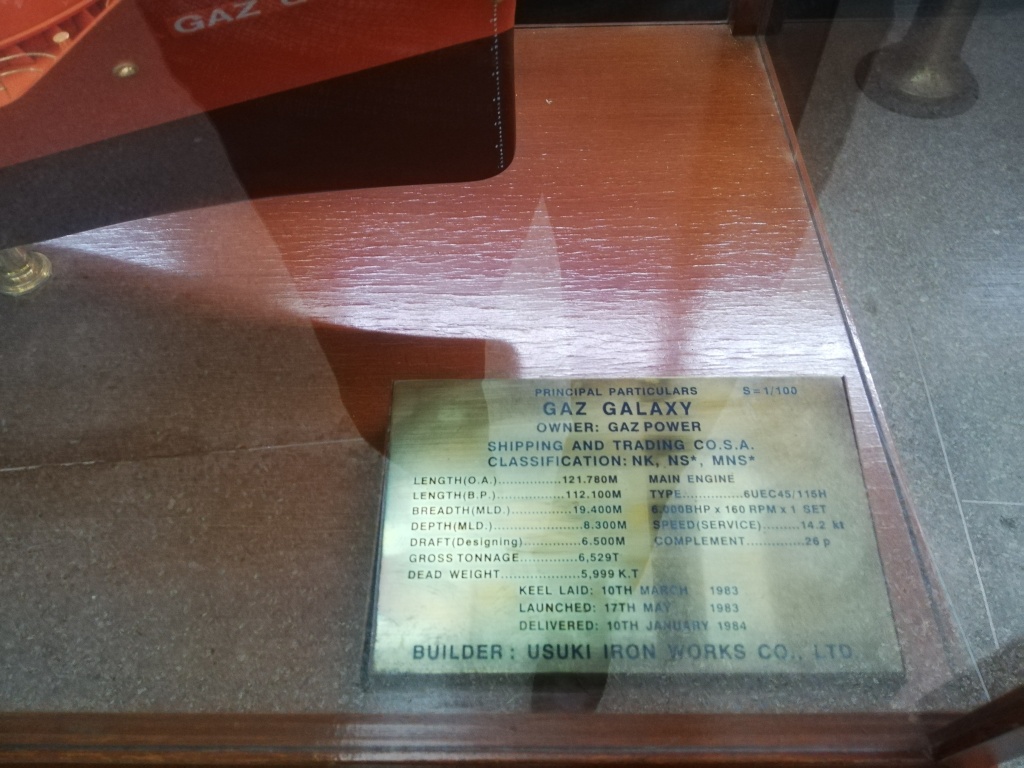 GAZ
PRINCIPAL PARTICULARS S=1/100
GAZ GALAXY
OWNER: GAZ POWER
SHIPPING AND TRADING CO.S.A.
CLASSIFICATION: NK, NS*, MNS*
LENGTH(O.A.)...............121.780M
LENGTH(B.P.)................112.100M
BREADTH(MLD.)...............19.400M
DEPTH(MLD.)......................8.300M
DRAFT(Designing)..............6.500M
GROSS TONNAGE..............6,529T
DEAD WEIGHT...................5,999 K.T
MAIN ENGINE
TYPE...............6UEC45/115H
6,000BHP x 160 RPM x 1 SET
SPEED(SERVICE).........14.2 kt
COMPLEMENT..............26 p
KEEL LAID: 10TH MARCH 1983
LAUNCHED: 17TH MAY 1983
DELIVERED: 10TH JANUARY 1984
BUILDER: USUKI IRON WORKS CO., LTD.